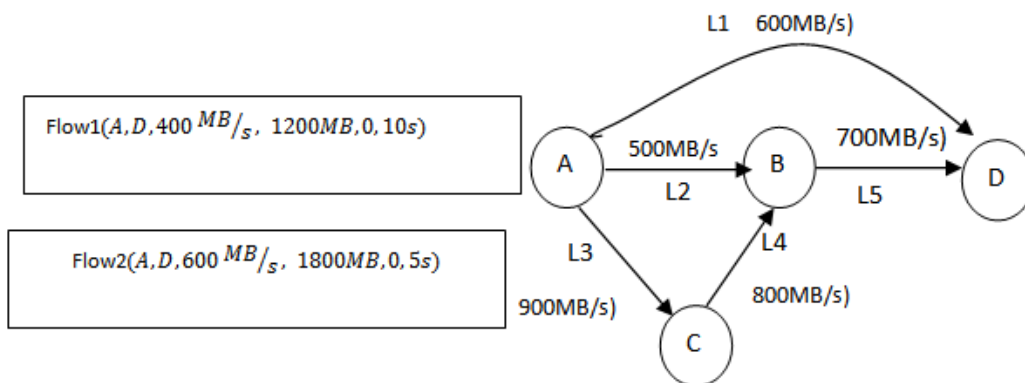 L1 600MB/s)
Flow1(A,D,400 MB/s, 1200MB,0,10s)
500MB/s
700MB/s)
A
B
D
L2
L5
Flow2(A,D,600 MB/s, 1800MB,0,5s)
L3
L4
900MB/s)
800MB/s)
C